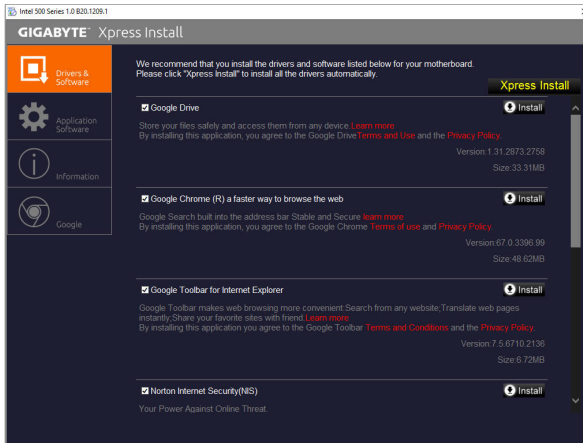 Intel 500 Series 1.0 B20.1209.1
GIGABYTE™ Xpress Install
Drivers &
Software
Application
Software
Information
Google
We recommend that you install the drivers and software listed below for your motherboard.
Please click "Xpress Install" to install all the drivers automatically.
Xpress Install
Google Drive
Install
Store your files safely and access them from any device.Learn more
By installing this application, you agree to the Google DriveTerms and Use and the Privacy Policy.
Version:1.31.2873.2758
Size:33.31MB
Google Chrome (R) a faster way to browse the web
Install
Google Search built into the address bar Stable and Secure learn more
By installing this application, you agree to the Google Chrome Terms of use and Privacy Policy.
Version:67.0.3396.99
Size:48.62MB
Google Toolbar for Internet Explorer
Install
Google Toolbar makes web browsing more convenient:Search from any website;Translate web pages
instantly;Share your favorite sites with friend.Learn more
By installing this application you agree to the Google Toolbar Terms and Conditions and the Privacy Policy.
Version:7.5.6710.2136
Size:6.72MB
Norton Internet Security(NIS)
Install
Your Power Against Online Threat.